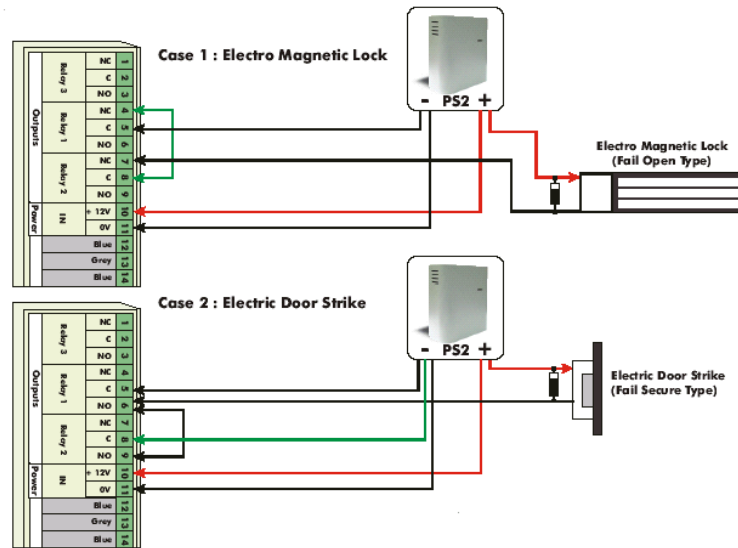 Case 1 : Electro Magnetic Lock
Outputs
Relay 3
NC 1
C 2
NO 3
Relay 1
NC 4
C 5
NO 6
Relay 2
NC 7
C 8
NO 9
Power
IN
+ 12V 10
0V 11
Blue 12
Grey 13
Blue 14
- PS2 +
Electro Magnetic Lock
(Fail Open Type)
Case 2 : Electric Door Strike
Outputs
Relay 3
NC 1
C 2
NO 3
Relay 1
NC 4
C 5
NO 6
Relay 2
NC 7
C 8
NO 9
Power
IN
+ 12V 10
0V 11
Blue 12
Grey 13
Blue 14
- PS2 +
Electric Door Strike
(Fail Secure Type)